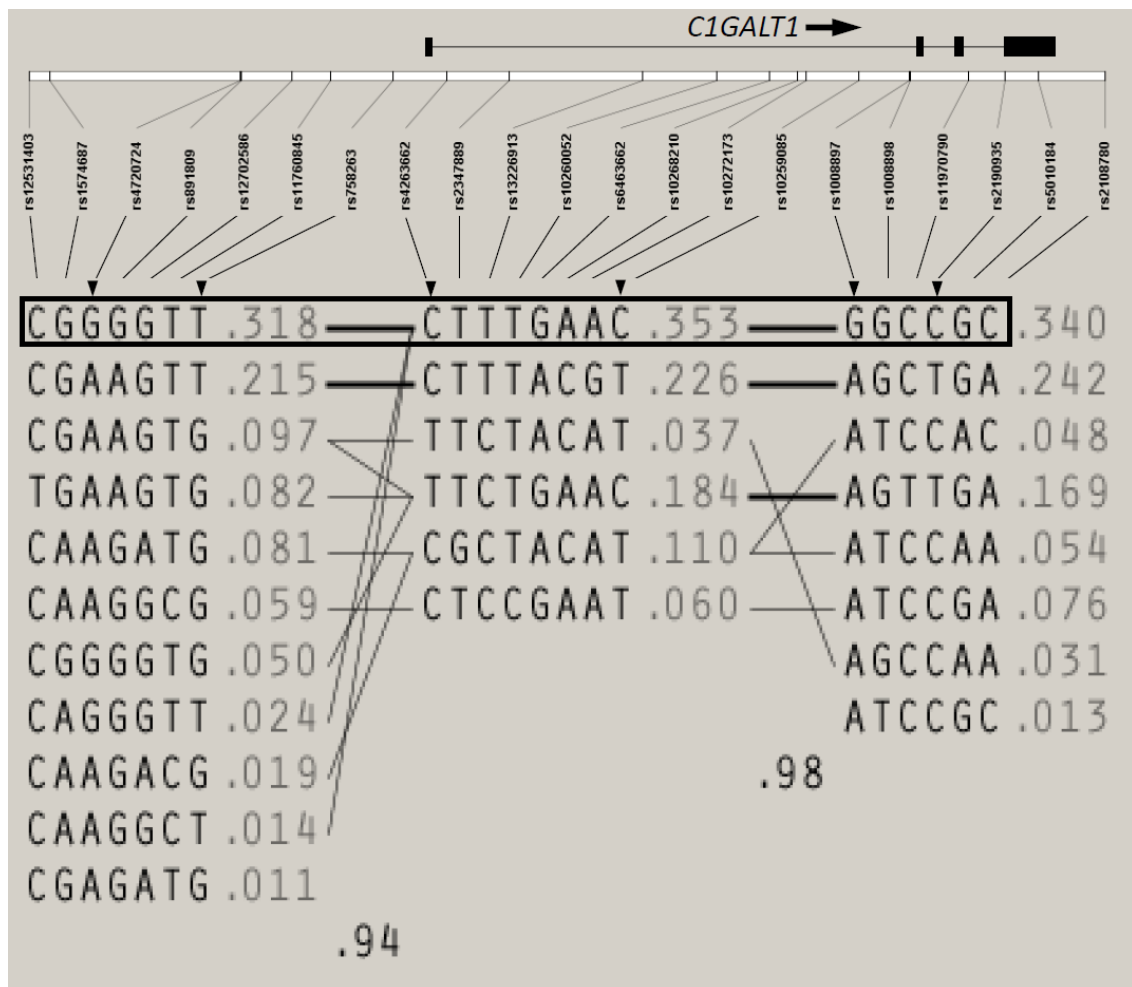 C1GALT1
rs12531403 rs1574687 rs4720724 rs891809 rs12702586 rs11760845 rs758263 rs4263662 rs2347889 rs13226913 rs10260052 rs6463662 rs10268210 rs10272173 rs10259085 rs1008897 rs1008898 rs11970790 rs2190935 rs5010184 rs2108780
CGGGGTT .318 CTTTGAAC .353 GGCCGC .340
CGAAGTT .215 CTTTACGT .226 AGCTGA .242
CGAAGTG .097 TTCTACAT .037 ATCCAC .048
TGAAGTG .082 TTCTGAAC .184 AGTTGA .169
CAAGATG .081 CGCTACAT .110 ATCCAA .054
CAAGGCG .059 CTCCGAAT .060 ATCCGA .076
CGGGGTG .050 AGCCAA .031
CAGGGTT .024 ATCCGC .013
CAAGACG .019 .98
CAAGGCT .014
CGAGATG .011
.94